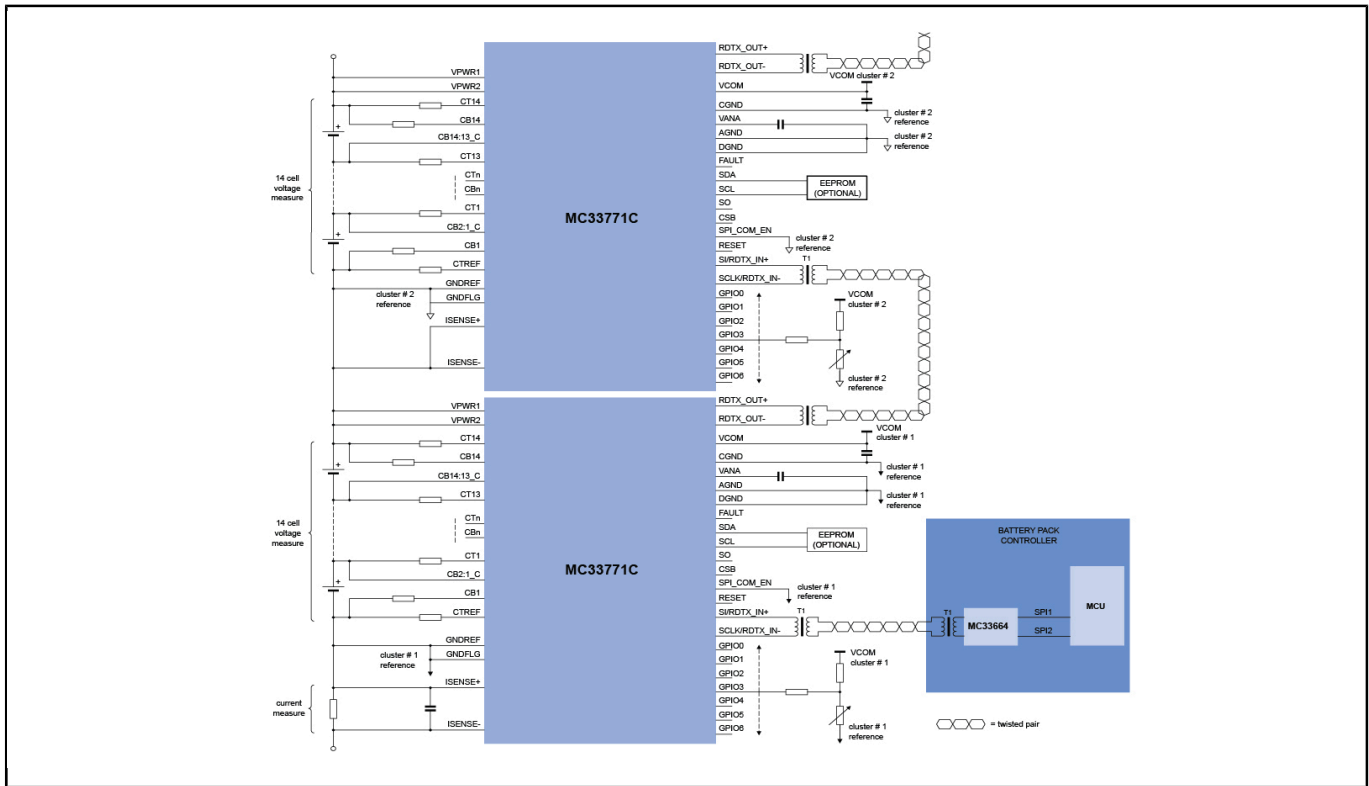 RDTX_OUT+
RDTX_OUT-
VCOM cluster # 2
VPWR1
VPWR2
VCOM
CT14
CGND
cluster # 2
reference
CB14
VANA
CB14:13_C
AGND
cluster # 2
reference
DGND
CT13
FAULT
14 cell
voltage
measure
CTn
SDA
CBn
SCL
EEPROM
(OPTIONAL)
SO
CT1
MC33771C
CSB
CB2:1_C
SPI_COM_EN
cluster # 2
reference
CB1
RESET
CTREF
SI/RDTX_IN+
T1
SCLK/RDTX_IN-
GNDREF
cluster # 2
reference
GNDFLG
GPIO0
VCOM
cluster # 2
GPIO1
ISENSE+
GPIO2
GPIO3
GPIO4
ISENSE-
GPIO5
GPIO6
cluster # 2
reference
RDTX_OUT+
VPWR1
RDTX_OUT-
VPWR2
VCOM
cluster # 1
CT14
VCOM
CB14
CGND
cluster # 1
reference
VANA
CB14:13_C
AGND
cluster # 1
reference
CT13
DGND
FAULT
14 cell
voltage
measure
CTn
SDA
CBn
SCL
EEPROM
(OPTIONAL)
SO
CT1
CSB
CB2:1_C
MC33771C
SPI_COM_EN
cluster # 1
reference
CB1
RESET
CTREF
SI/RDTX_IN+
T1
SCLK/RDTX_IN-
BATTERY PACK
CONTROLLER
MCU
T1
MC33664
SPI1
SPI2
GNDREF
cluster # 1
reference
GNDFLG
GPIO0
GPIO1
VCOM
cluster # 1
GPIO2
ISENSE+
GPIO3
current
measure
GPIO4
GPIO5
ISENSE-
GPIO6
cluster # 1
reference
= twisted pair